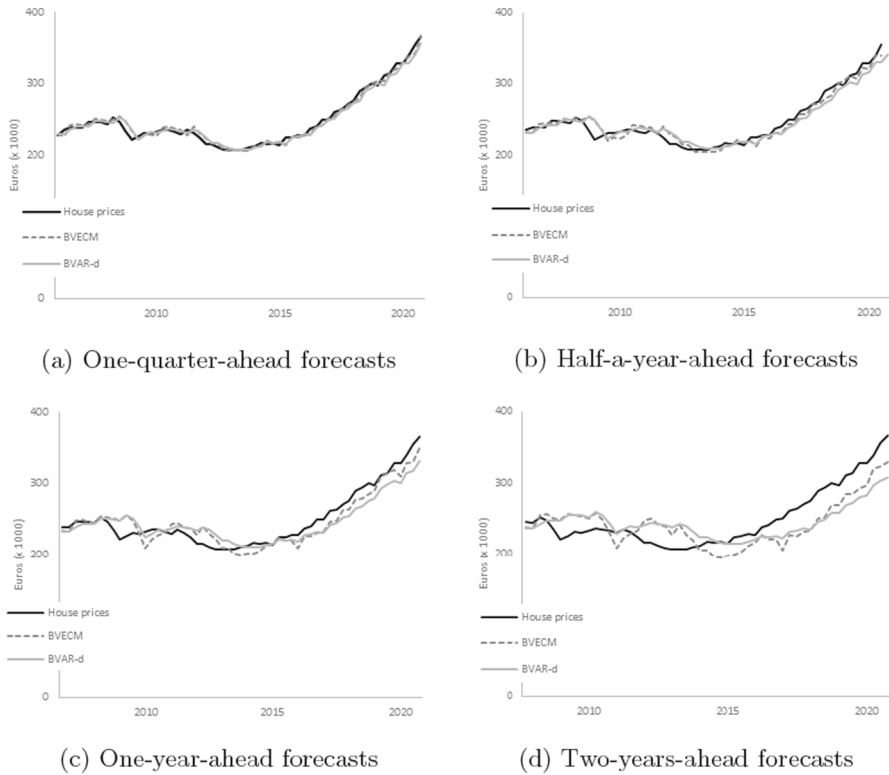 400
300
200
0
Euros (x 1000)
House prices
BVECM
BVAR-d
2010
2015
2020
(a) One-quarter-ahead forecasts
400
300
200
0
Euros (x 1000)
House prices
BVECM
BVAR-d
2010
2015
2020
(b) Half-a-year-ahead forecasts
400
300
200
0
Euros (x 1000)
House prices
BVECM
BVAR-d
2010
2015
2020
(c) One-year-ahead forecasts
400
300
200
0
Euros (x 1000)
House prices
BVECM
BVAR-d
2010
2015
2020
(d) Two-years-ahead forecasts